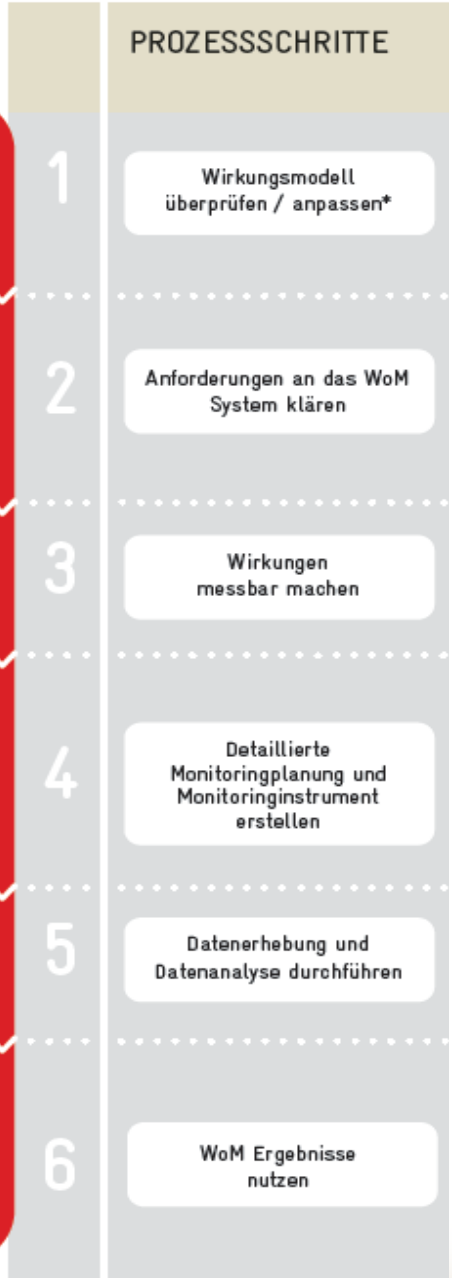 PROZESSSCHRITTE
1
Wirkungsmodell
überprüfen / anpassen*
2
Anforderungen an das WoM
System klären
3
Wirkungen
messbar machen
4
Detaillierte
Monitoringplanung und
Monitoringinstrument
erstellen
5
Datenerhebung und
Datenanalyse durchführen
6
WoM Ergebnisse
nutzen